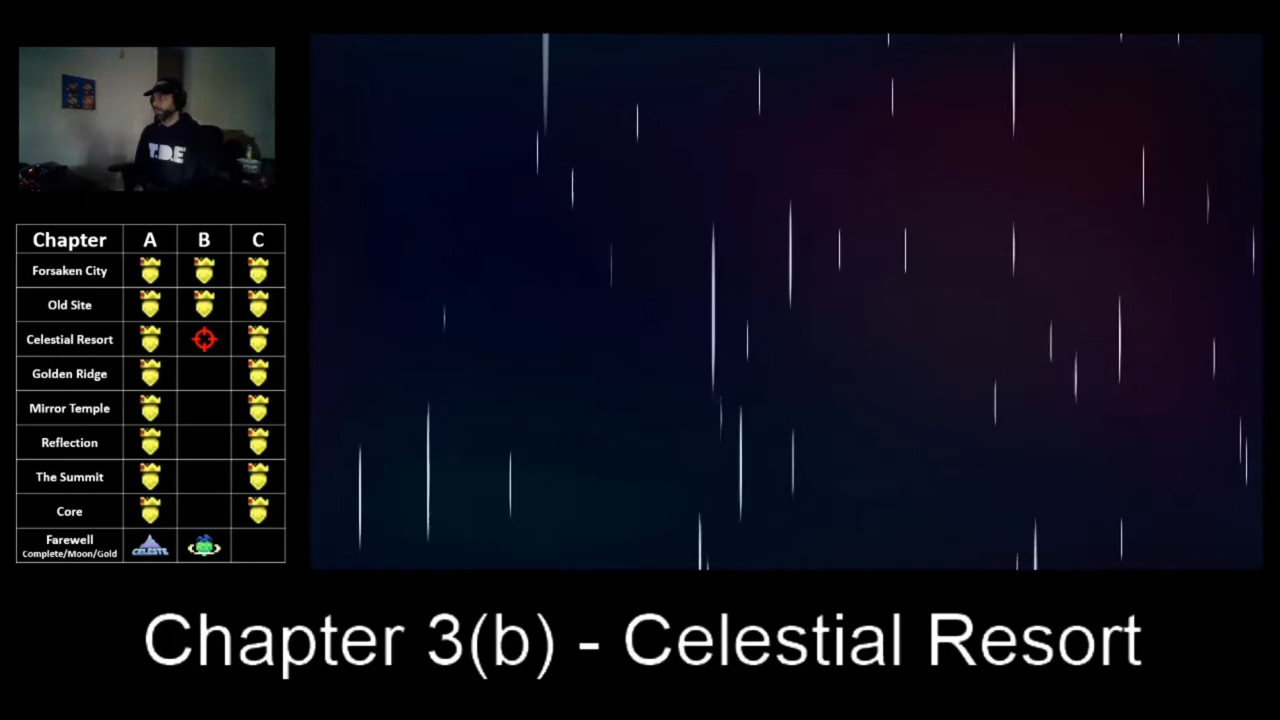 T.D.E
Chapter A B C
Forsaken City
Old Site
Celestial Resort
Golden Ridge
Mirror Temple
Reflection
The Summit
Core
Farewell
Complete/Moon/Gold
CELESTE
Chapter 3(b) - Celestial Resort